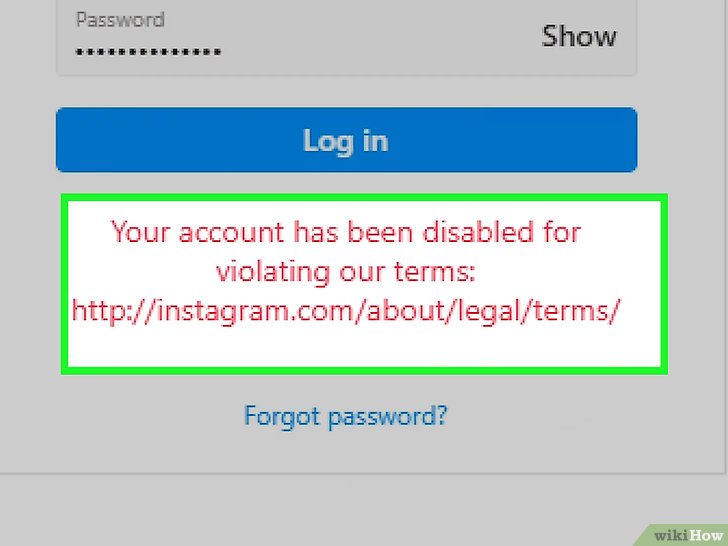 Password
••••••••••••••
Show
Log in
Your account has been disabled for
violating our terms:
http://instagram.com/about/legal/terms/
Forgot password?
wikiHow